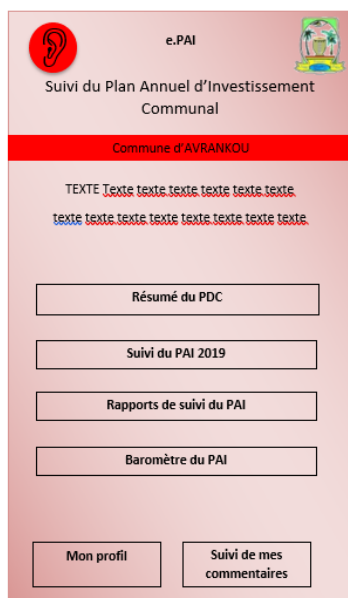 e.PAI
Suivi du Plan Annuel d’Investissement
Communal
Commune d’AVRANKOU
TEXTE Texte texte texte texte texte texte
texte texte texte texte texte texte texte texte
Résumé du PDC
Suivi du PAI 2019
Rapports de suivi du PAI
Baromètre du PAI
Mon profil
Suivi de mes
commentaires